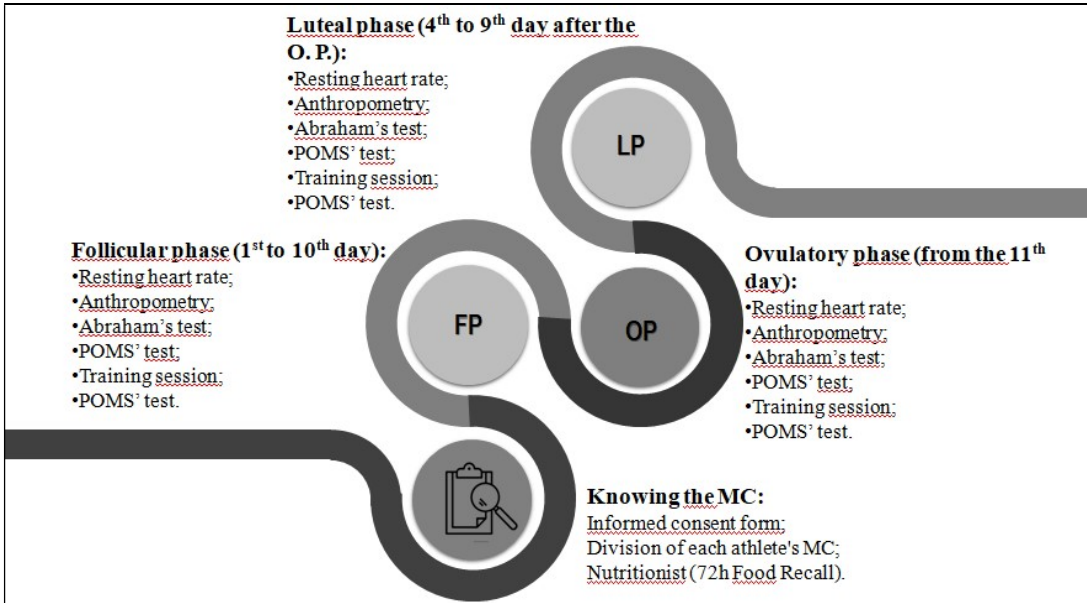 Luteal phase (4th to 9th day after the
O. P.):
•Resting heart rate;
•Anthropometry;
•Abraham’s test;
•POMS’ test;
•Training session;
•POMS’ test.
LP
Follicular phase (1st to 10th day):
•Resting heart rate;
•Anthropometry;
•Abraham’s test;
•POMS’ test;
•Training session;
•POMS’ test.
FP
OP
Ovulatory phase (from the 11th
day):
•Resting heart rate;
•Anthropometry;
•Abraham’s test;
•POMS’ test;
•Training session;
•POMS’ test.
Knowing the MC:
Informed consent form;
Division of each athlete's MC;
Nutritionist (72h Food Recall).